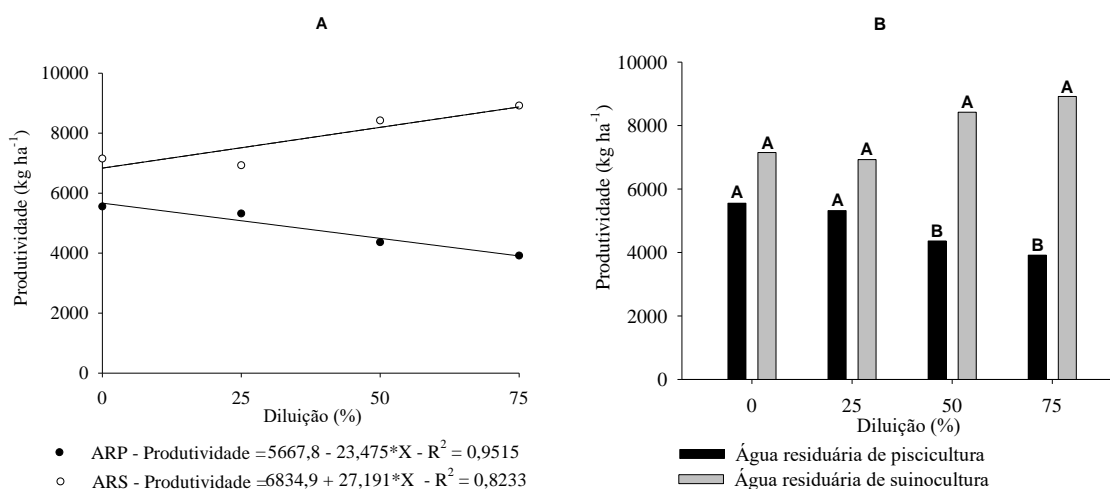 A
Produtividade (kg ha⁻¹)
10000
8000
6000
4000
2000
0
0 25 50 75
Diluição (%)
ARP - Produtividade =5667,8 - 23,475*X - R² = 0,9515
ARS - Produtividade =6834,9 + 27,191*X - R² = 0,8233
B
Produtividade (kg ha⁻¹)
10000
8000
6000
4000
2000
0
A A A A B A B A
0 25 50 75
Diluição (%)
Água residuária de piscicultura
Água residuária de suinocultura